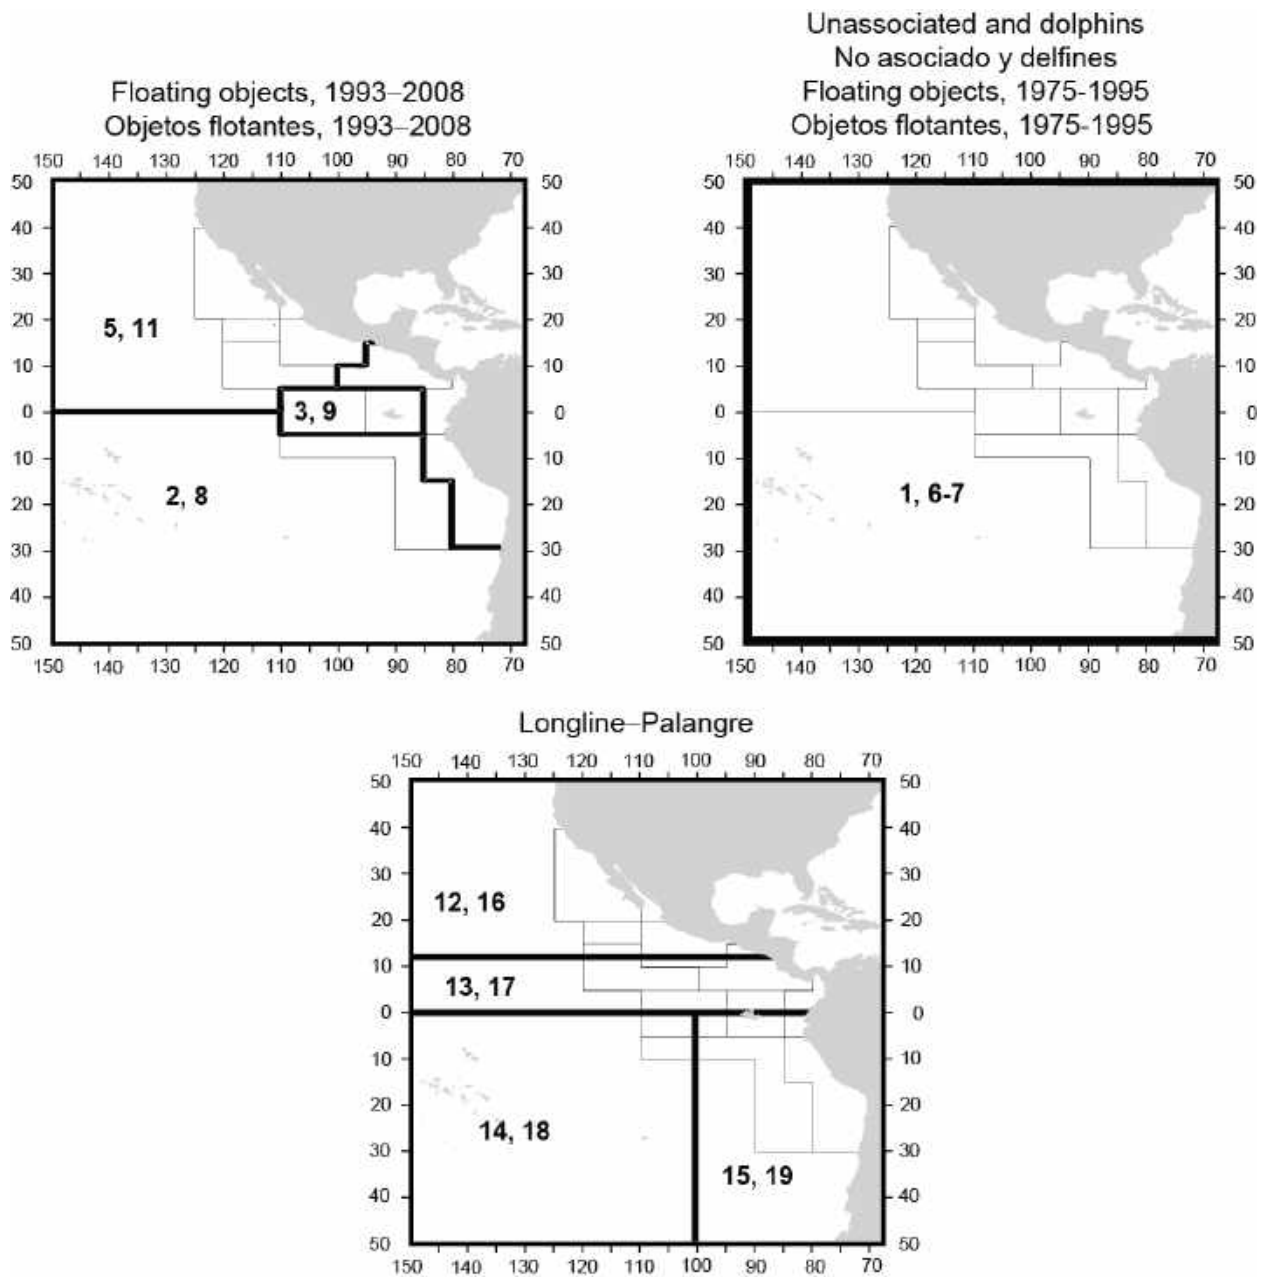 Floating objects, 1993–2008
Objetos flotantes, 1993–2008
150 140 130 120 110 100 90 80 70
50 50
40 40
30 30
20 20
5, 11
10 10
0 3, 9 0
10 10
2, 8
20 20
30 30
40 40
50 50
150 140 130 120 110 100 90 80 70
Unassociated and dolphins
No asociado y delfines
Floating objects, 1975-1995
Objetos flotantes, 1975-1995
150 140 130 120 110 100 90 80 70
50 50
40 40
30 30
20 20
10 10
0 0
10 10
1, 6-7
20 20
30 30
40 40
50 50
150 140 130 120 110 100 90 80 70
Longline–Palangre
150 140 130 120 110 100 90 80 70
50 50
40 40
30 30
12, 16
20 20
10 10
13, 17
0 0
10 10
20 20
14, 18
30 30
15, 19
40 40
50 50
150 140 130 120 110 100 90 80 70